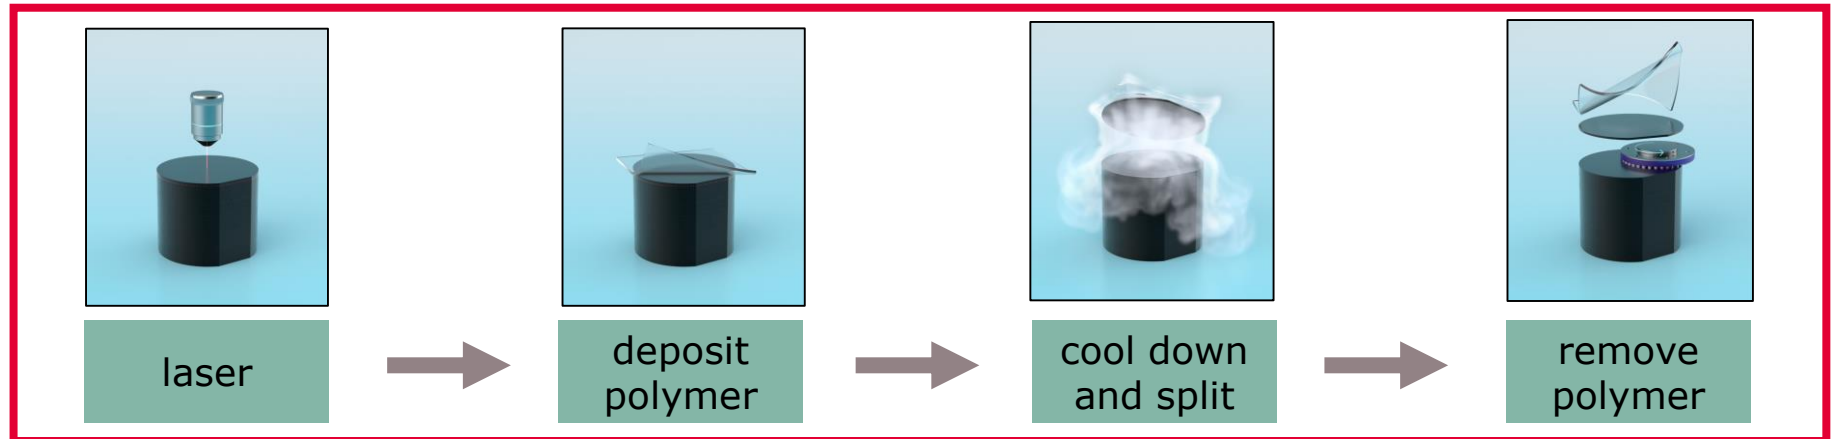 laser
deposit
polymer
cool down
and split
remove
polymer